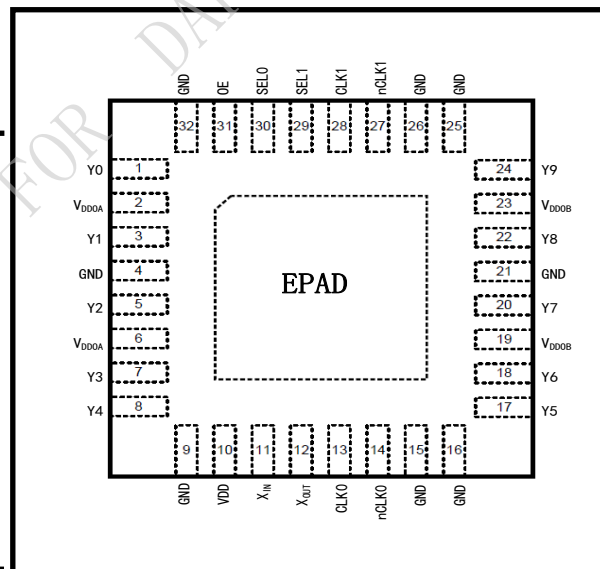 FOR DA
GND OE SEL0 SEL1 CLK1 nCLK1 GND GND
32 31 30 29 28 27 26 25
Y0 1 24 Y9
VDDOA 2 23 VDDOB
Y1 3 22 Y8
GND 4 21 GND
EPAD
Y2 5 20 Y7
VDDOA 6 19 VDDOB
Y3 7 18 Y6
Y4 8 17 Y5
9 10 11 12 13 14 15 16
GND VDD XIN XOUT CLK0 nCLK0 GND GND